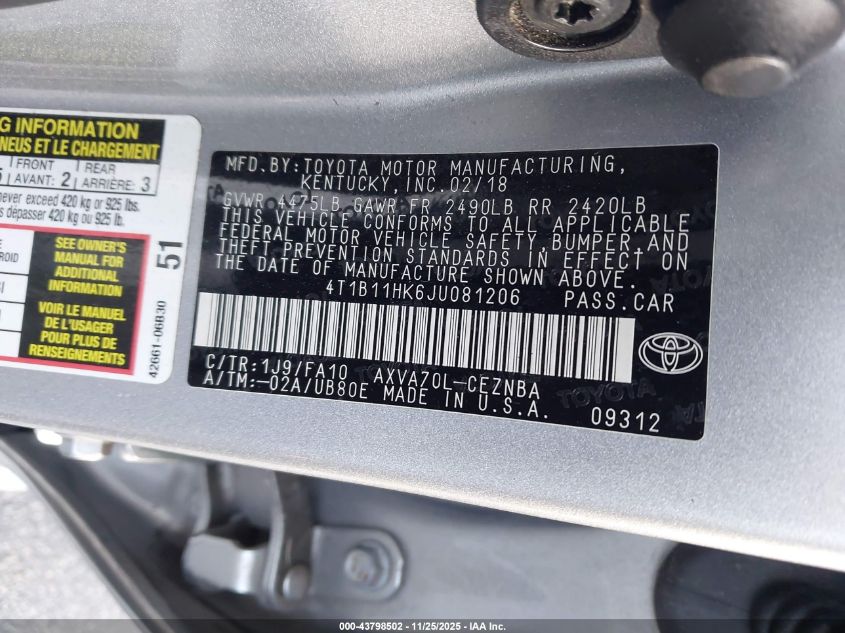 G INFORMATION
NEUS ET LE CHARGEMENT
FRONT
AVANT: 2
REAR
ARRIÈRE: 3
never exceed 420 kg or 925 lbs.
dépasser 420 kg ou 925 lb.
SEE OWNER'S
MANUAL FOR
ADDITIONAL
INFORMATION
VOIR LE MANUEL
DE L'USAGER
POUR PLUS DE
RENSEIGNEMENTS
51
42661-06B30
MFD.BY:TOYOTA MOTOR MANUFACTURING,
KENTUCKY,INC.02/18
GVWR 4475LB GAWR FR 2490LB RR 2420LB
THIS VEHICLE CONFORMS TO ALL APPLICABLE
FEDERAL MOTOR VEHICLE SAFETY,BUMPER,AND
THEFT PREVENTION STANDARDS IN EFFECT ON
THE DATE OF MANUFACTURE SHOWN ABOVE.
4T1B11HK6JU081206 PASS.CAR
C/TR:1J9/FA10 AXVA70L-CEZNBA
A/TM:-02A/UB80E MADE IN U.S.A.
09312
TOYOTA
000-43798502 — 11/25/2025 — IAA Inc.